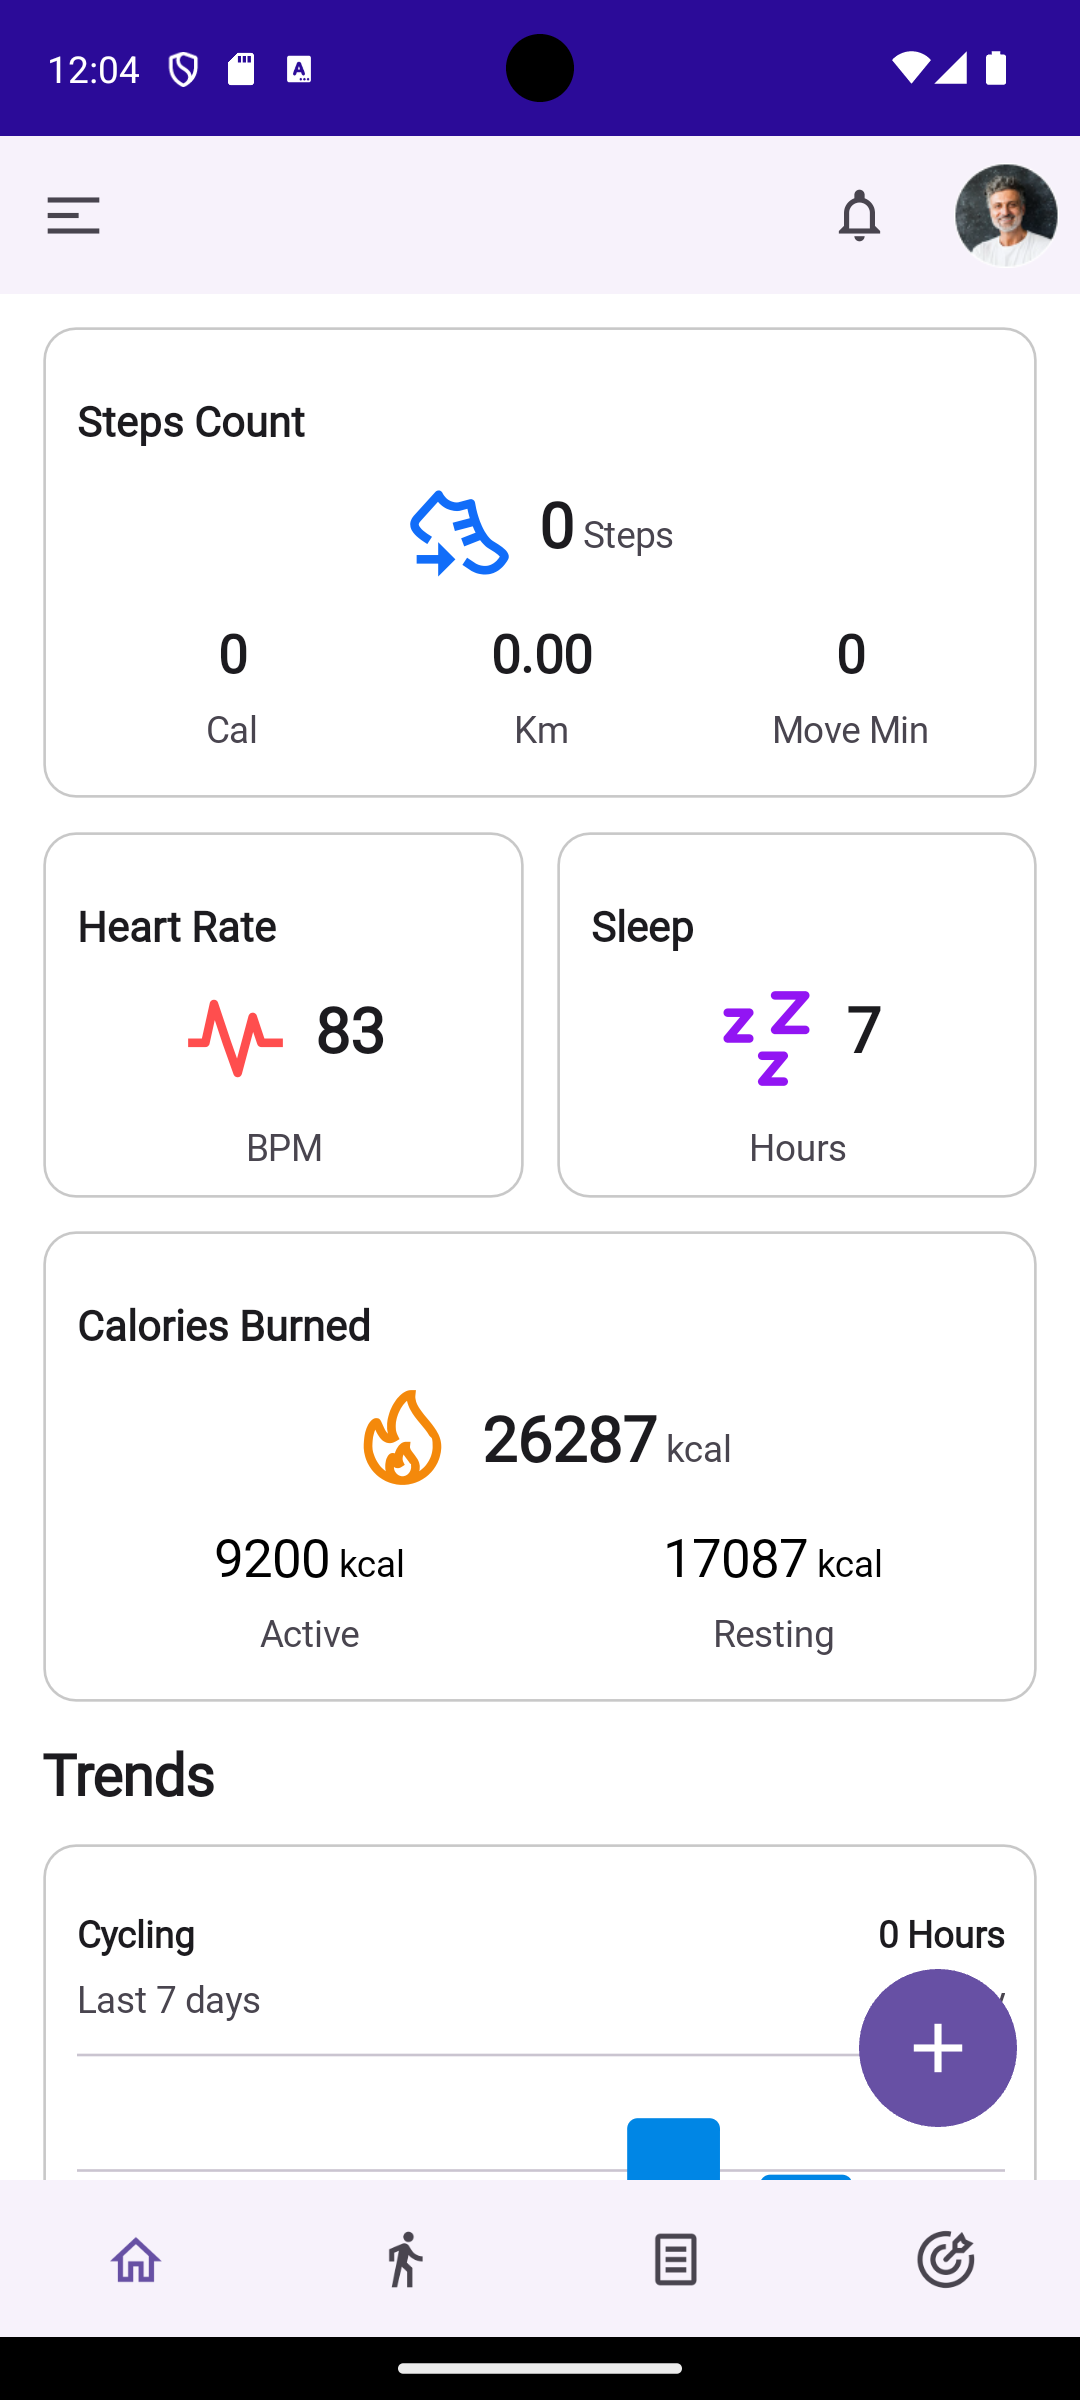 12:04
Steps Count
0 Steps
0 0.00 0
Cal Km Move Min
Heart Rate Sleep
83 7
BPM Hours
Calories Burned
26287 kcal
9200 kcal 17087 kcal
Active Resting
Trends
Cycling 0 Hours
Last 7 days